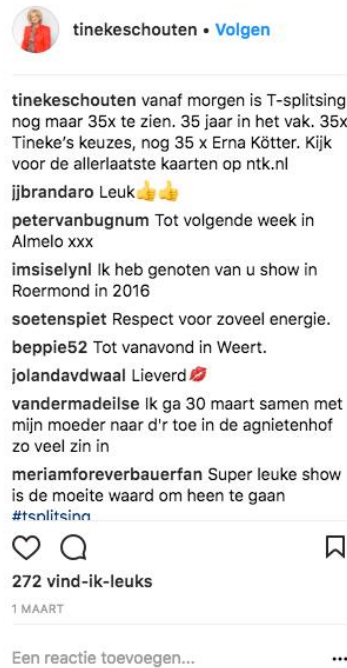 tinekeschouten • Volgen
tinekeschouten vanaf morgen is T-splitsing
nog maar 35x te zien. 35 jaar in het vak. 35x
Tineke's keuzes, nog 35 x Erna Kötter. Kijk
voor de allerlaatste kaarten op ntk.nl
jjbrandaro Leuk👍👍
petervanbugnum Tot volgende week in
Almelo xxx
imsiselynl Ik heb genoten van u show in
Roermond in 2016
soetenspiet Respect voor zoveel energie.
beppie52 Tot vanavond in Weert.
jolandavdwaal Lieverd💋
vandermadeilse Ik ga 30 maart samen met
mijn moeder naar d'r toe in de agnietenhof
zo veel zin in
meriamforeverbauerfan Super leuke show
is de moeite waard om heen te gaan
#tsplitsing
272 vind-ik-leuks
1 MAART
Een reactie toevoegen...